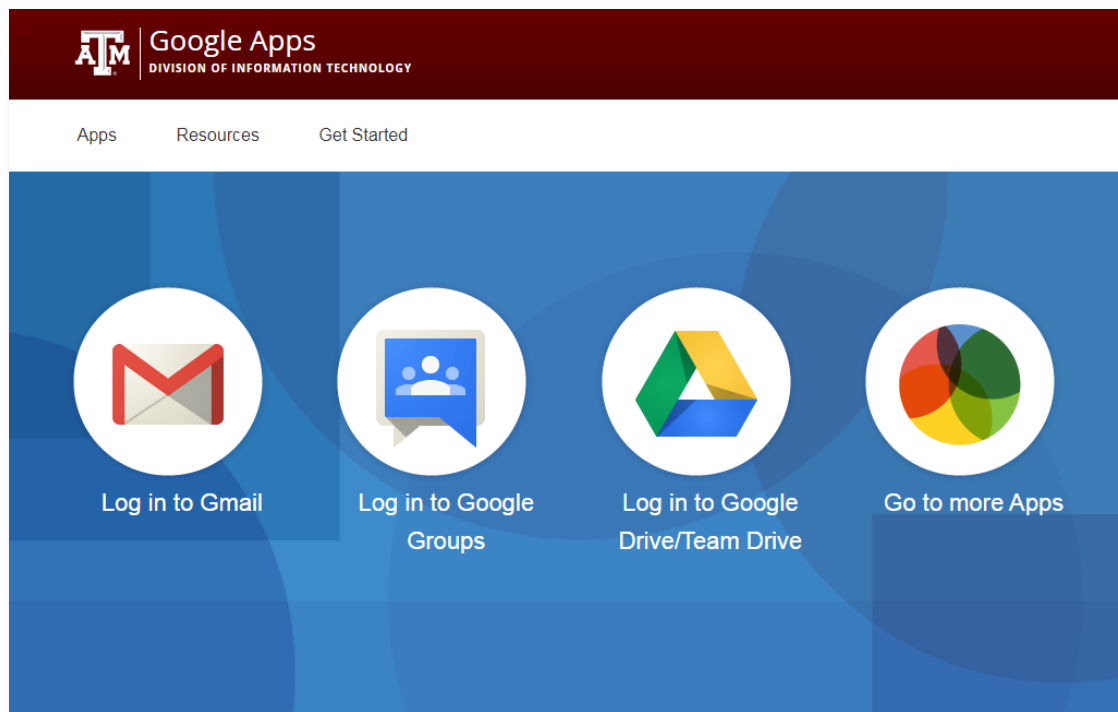 ATM Google Apps
DIVISION OF INFORMATION TECHNOLOGY
Apps Resources Get Started
Log in to Gmail
Log in to Google
Groups
Log in to Google
Drive/Team Drive
Go to more Apps